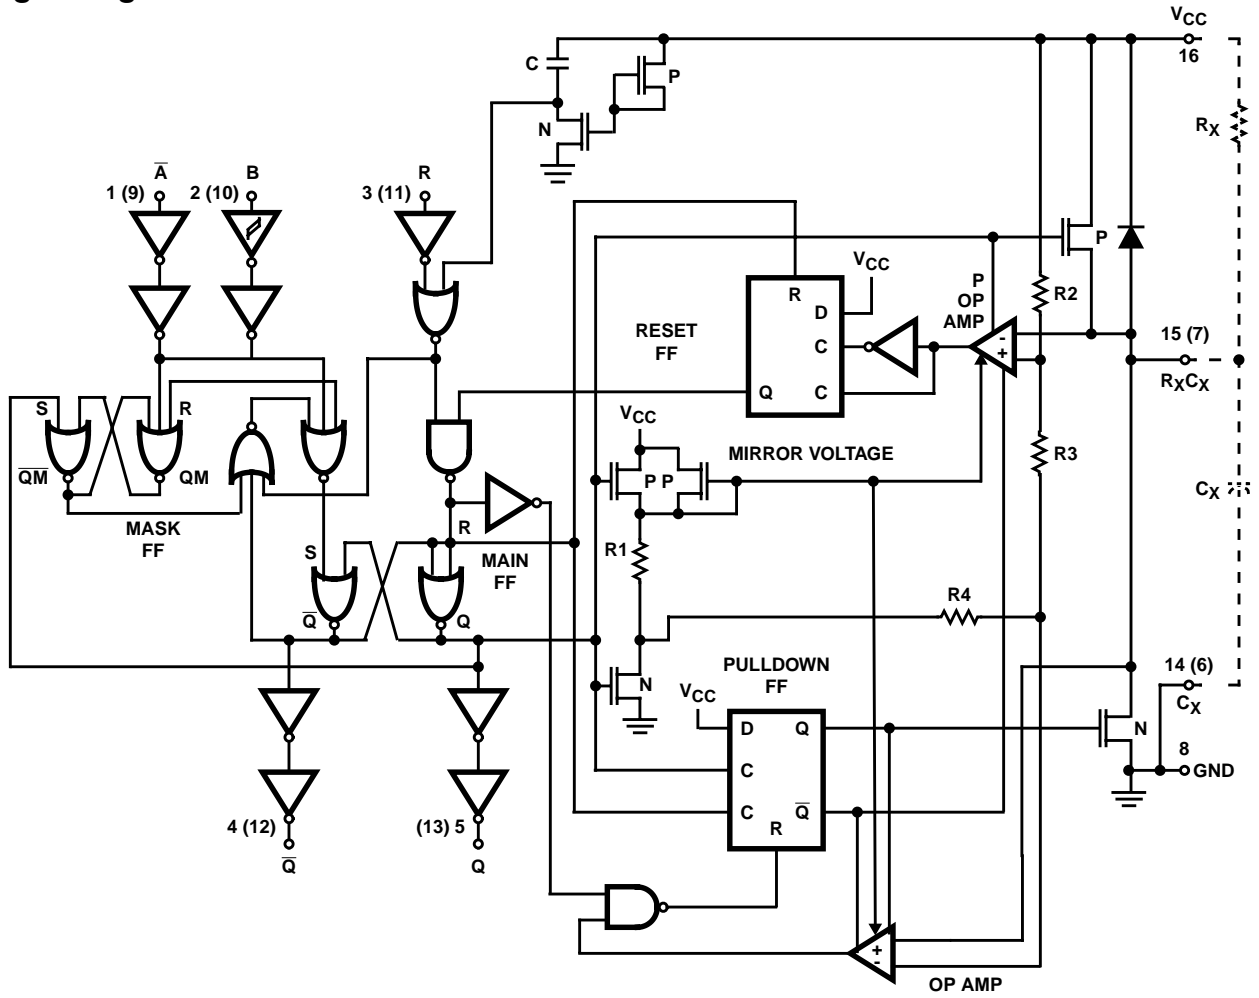 VCC
16
C
P
N
RX
A
B
R
1 (9)
2 (10)
3 (11)
P
VCC
R
D
C
C
Q
RESET
FF
P
OP
AMP
-
+
R2
15 (7)
RXCX
S
R
QM
QM
MASK
FF
VCC
MIRROR VOLTAGE
P P
R3
CX
R
MAIN
FF
S
Q
Q
R1
R4
N
PULLDOWN
FF
VCC
D
Q
C
C
Q
R
14 (6)
CX
N
8
GND
4 (12)
Q
(13) 5
Q
+
-
OP AMP